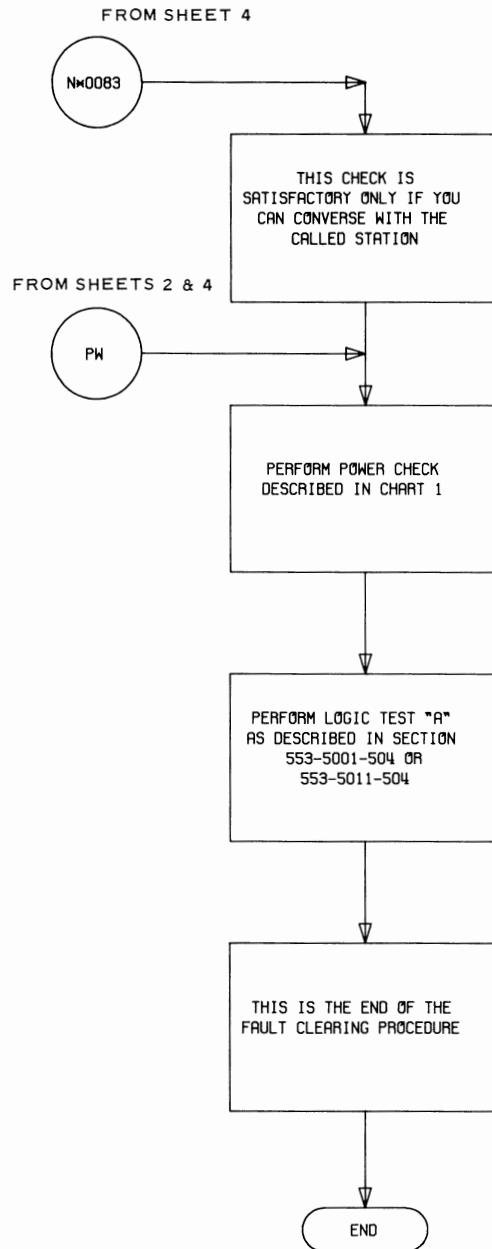 FROM SHEET 4
N*0083
THIS CHECK IS
SATISFACTORY ONLY IF YOU
CAN CONVERSE WITH THE
CALLED STATION
FROM SHEETS 2 & 4
PW
PERFORM POWER CHECK
DESCRIBED IN CHART 1
PERFORM LOGIC TEST "A"
AS DESCRIBED IN SECTION
553-5001-504 OR
553-5011-504
THIS IS THE END OF THE
FAULT CLEARING PROCEDURE
END